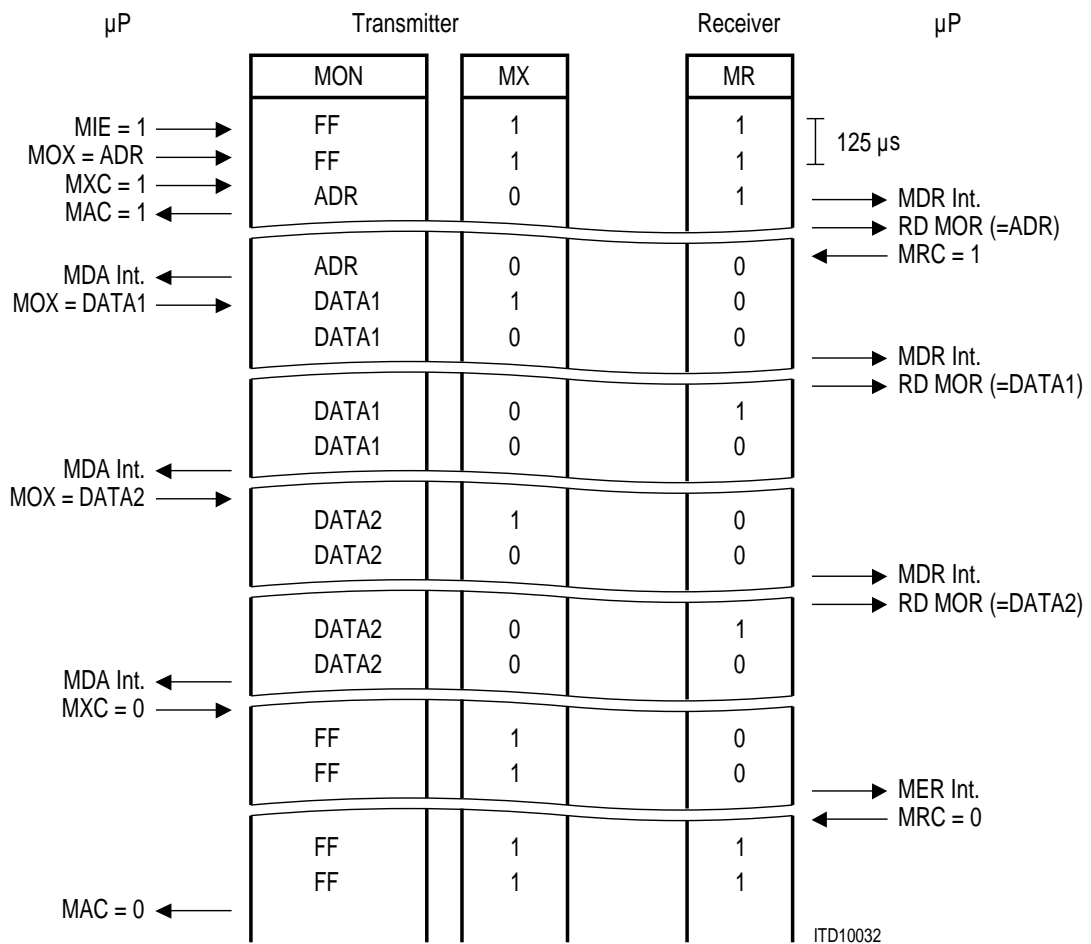 µP Transmitter Receiver µP
MON MX MR
MIE = 1 FF 1 1
125 µs
MOX = ADR FF 1 1
MXC = 1
ADR 0 1 MDR Int.
MAC = 1
RD MOR (=ADR)
MRC = 1
ADR 0 0
MDA Int.
MOX = DATA1 DATA1 1 0
DATA1 0 0
MDR Int.
RD MOR (=DATA1)
DATA1 0 1
DATA1 0 0
MDA Int.
MOX = DATA2
DATA2 1 0
DATA2 0 0
MDR Int.
RD MOR (=DATA2)
DATA2 0 1
DATA2 0 0
MDA Int.
MXC = 0
FF 1 0
FF 1 0
MER Int.
MRC = 0
FF 1 1
FF 1 1
MAC = 0
ITD10032